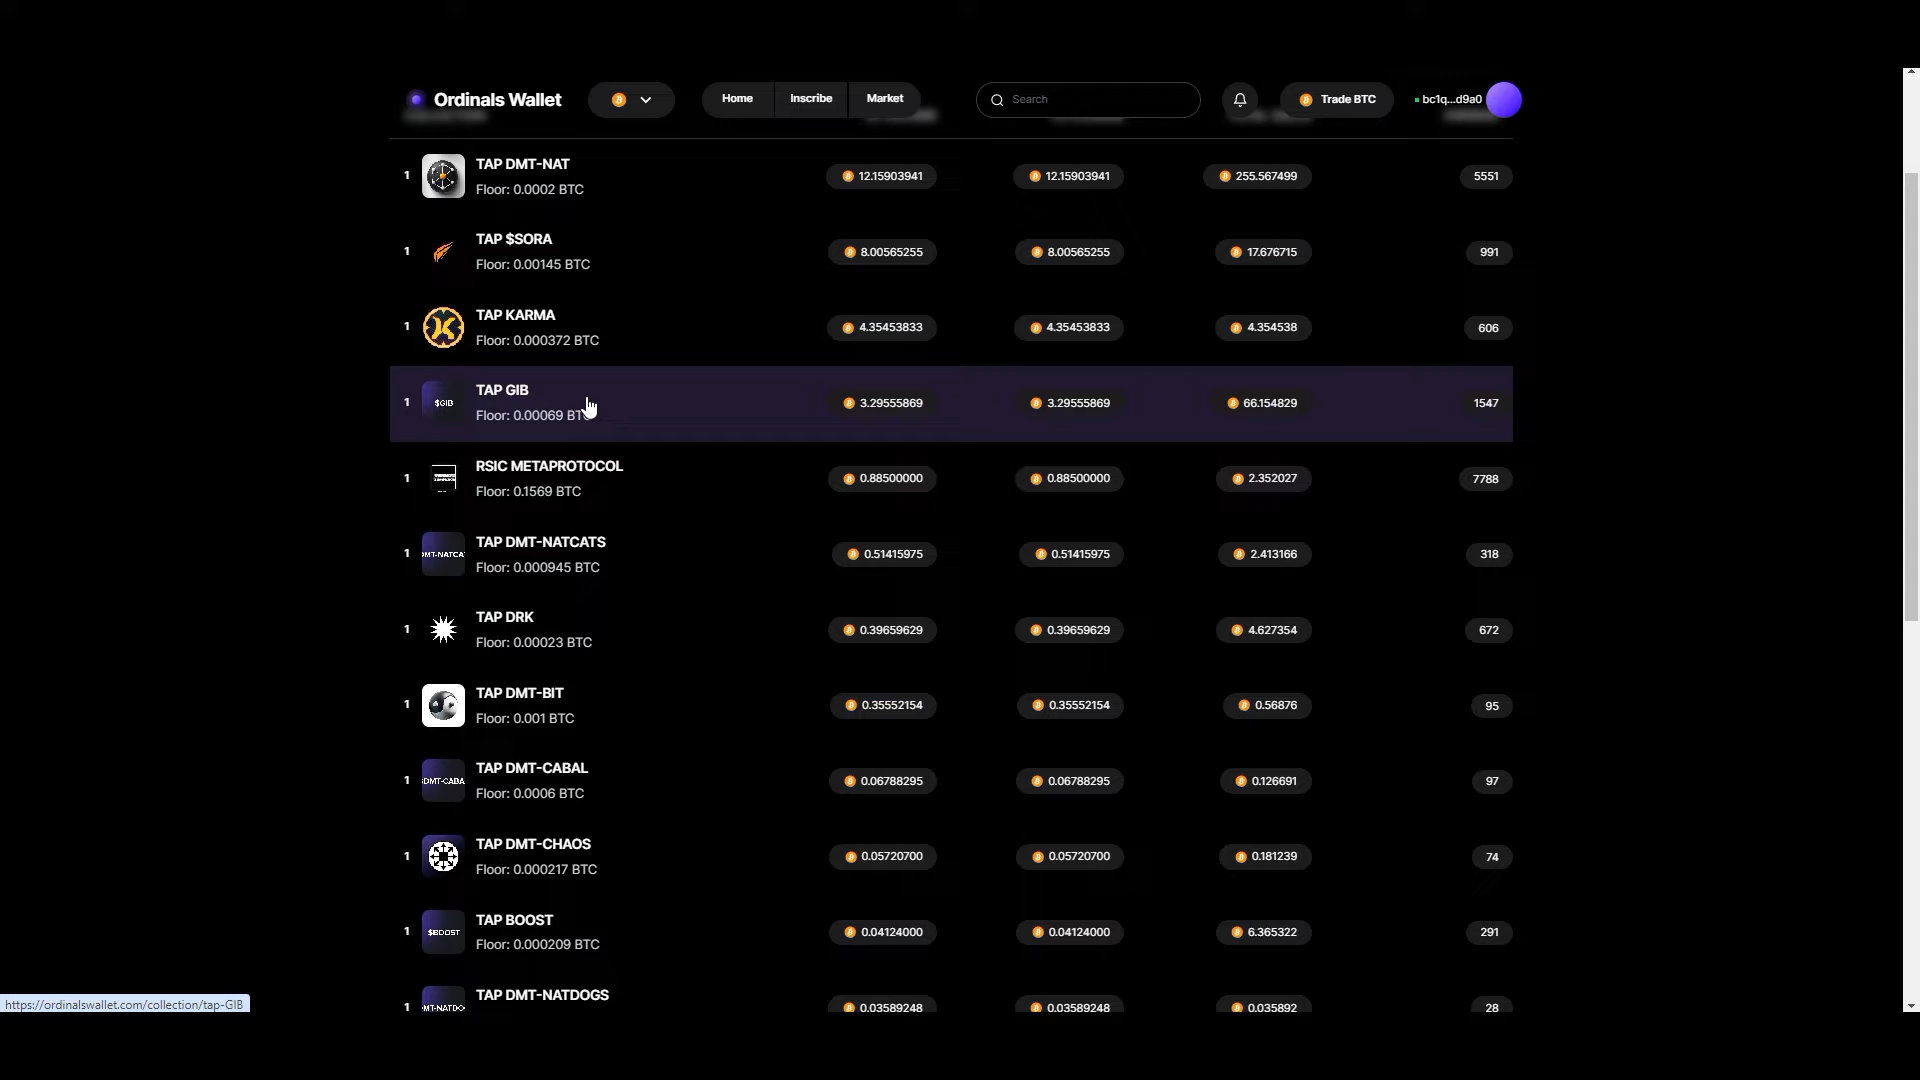 Ordinals Wallet
Home Inscribe Market
Search
Trade BTC
bc1q...d9a0
1 TAP DMT-NAT 12.15903941 12.15903941 255.567499 5551
Floor: 0.0002 BTC
1 TAP $SORA 8.00565255 8.00565255 17.676715 991
Floor: 0.00145 BTC
1 TAP KARMA 4.35453833 4.35453833 4.354538 606
Floor: 0.000372 BTC
1 $GIB TAP GIB 3.29555869 3.29555869 66.154829 1547
Floor: 0.00069 BTC
1 RSIC METAPROTOCOL 0.88500000 0.88500000 2.352027 7788
Floor: 0.1569 BTC
1 TAP DMT-NATCATS 0.51415975 0.51415975 2.413166 318
Floor: 0.000945 BTC
1 TAP DRK 0.39659629 0.39659629 4.627354 672
Floor: 0.00023 BTC
1 TAP DMT-BIT 0.35552154 0.35552154 0.56876 95
Floor: 0.001 BTC
1 TAP DMT-CABAL 0.06788295 0.06788295 0.126691 97
Floor: 0.0006 BTC
1 TAP DMT-CHAOS 0.05720700 0.05720700 0.181239 74
Floor: 0.000217 BTC
1 $BOOST TAP BOOST 0.04124000 0.04124000 6.365322 291
Floor: 0.000209 BTC
1 TAP DMT-NATDOGS 0.03589248 0.03589248 0.035892 28
https://ordinalswallet.com/collection/tap-GIB